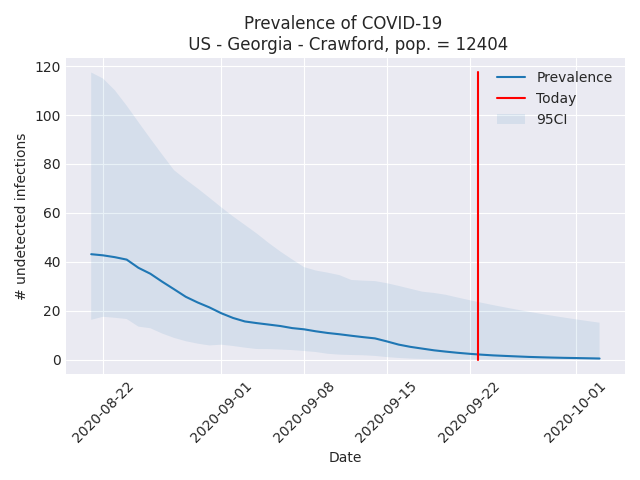 Prevalence of COVID-19
US - Georgia - Crawford, pop. = 12404
120
100
80
60
40
20
0
# undetected infections
Prevalence
Today
95CI
2020-08-22
2020-09-01
2020-09-08
2020-09-15
2020-09-22
2020-10-01
Date